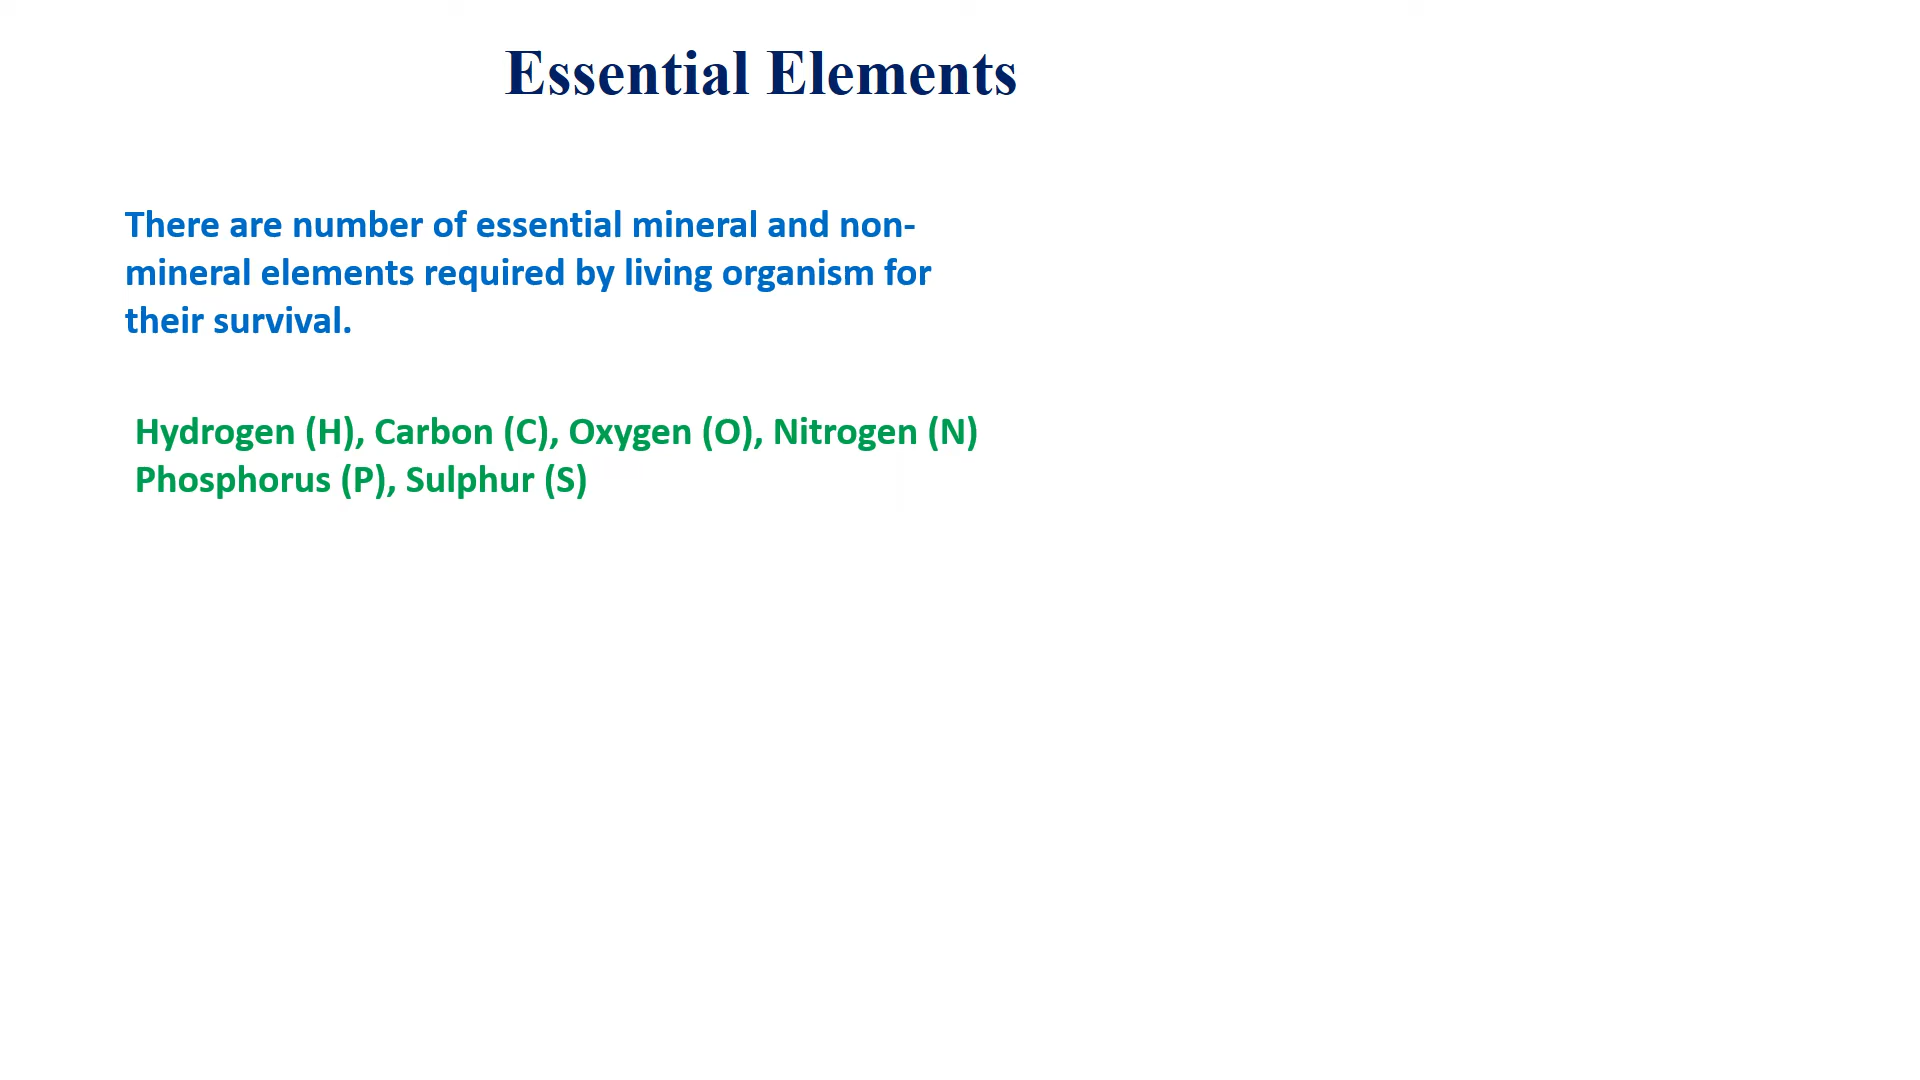 Essential Elements
There are number of essential mineral and non-
mineral elements required by living organism for
their survival.
Hydrogen (H), Carbon (C), Oxygen (O), Nitrogen (N)
Phosphorus (P), Sulphur (S)